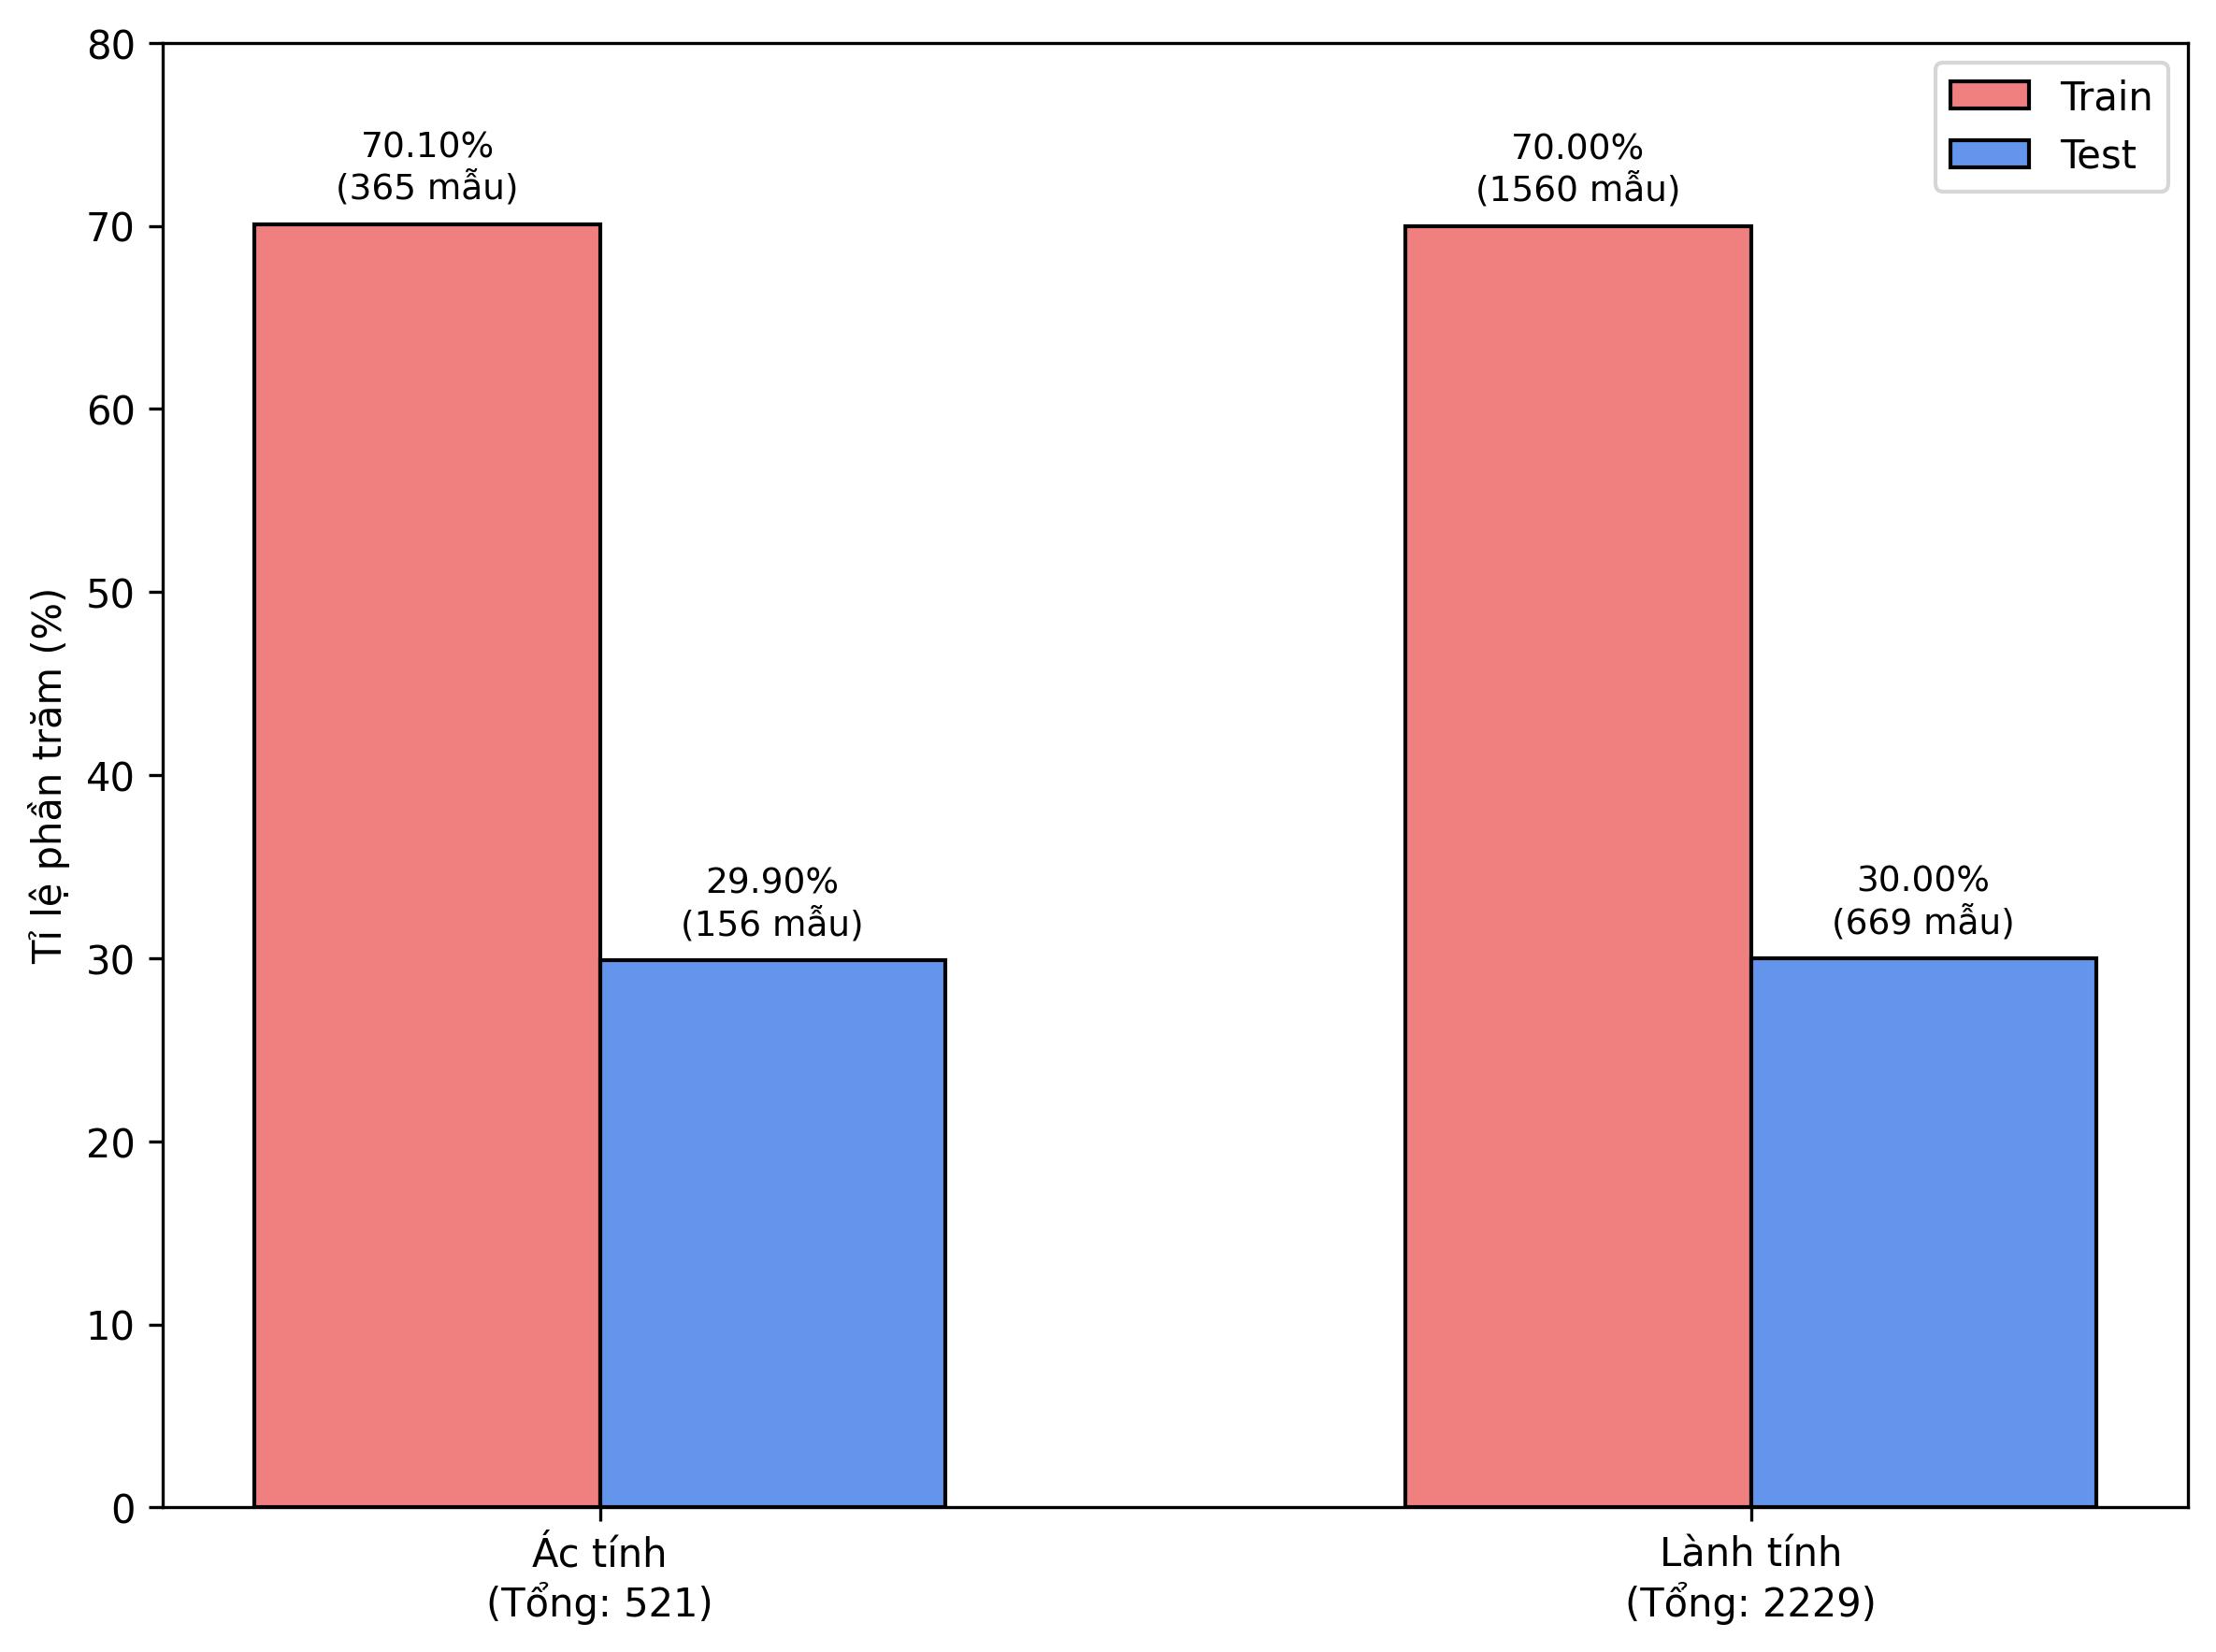 80
70
60
50
40
30
20
10
0
Tỉ lệ phần trăm (%)
70.10%
(365 mẫu)
29.90%
(156 mẫu)
70.00%
(1560 mẫu)
30.00%
(669 mẫu)
Train
Test
Ác tính
(Tổng: 521)
Lành tính
(Tổng: 2229)